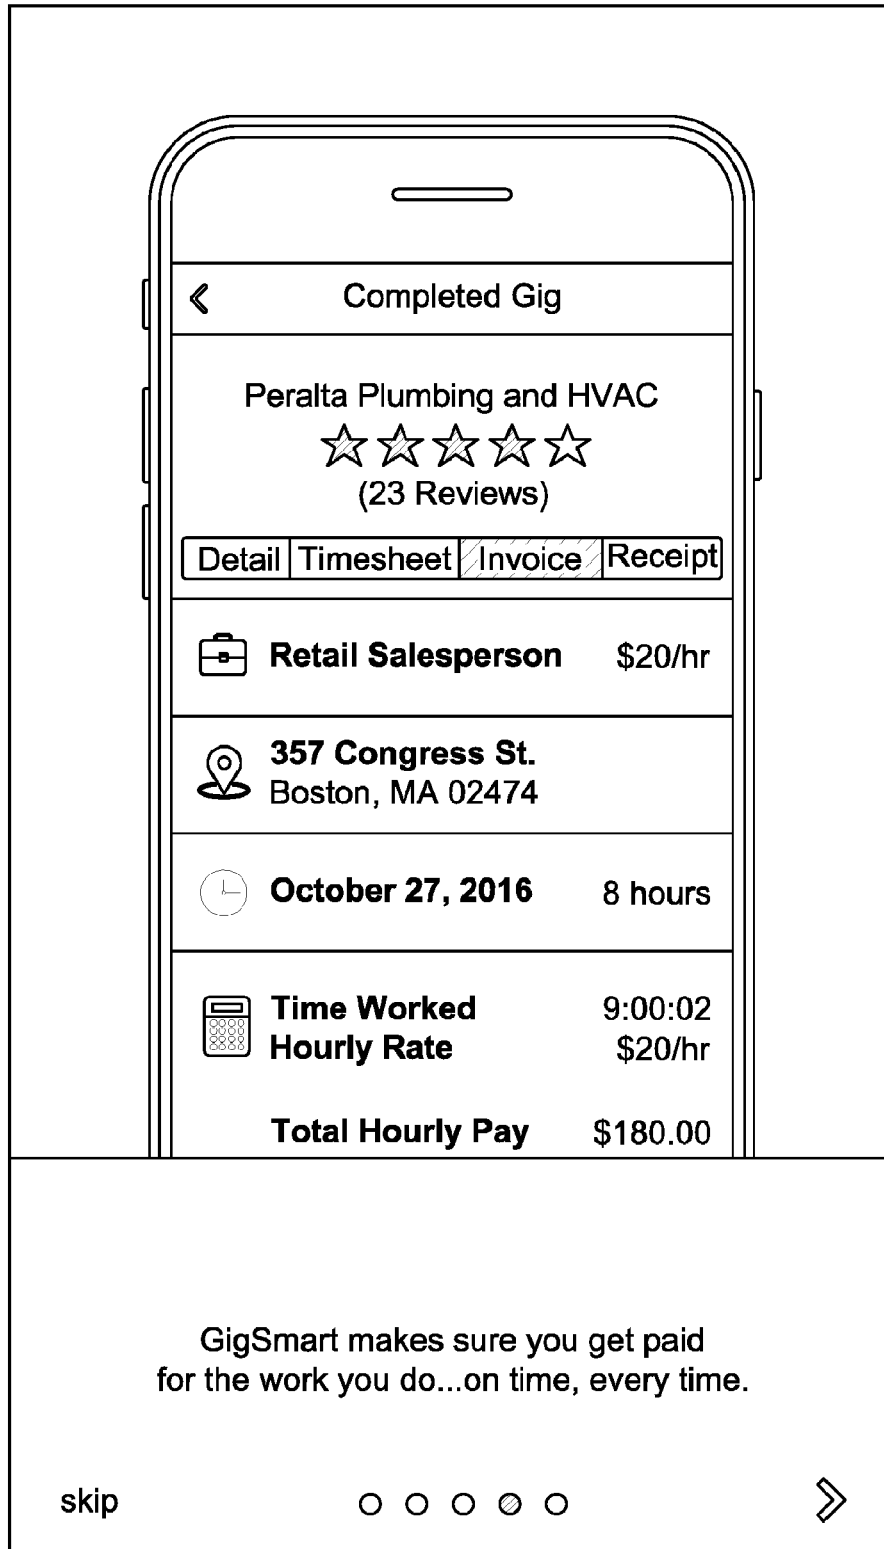 Completed Gig
Peralta Plumbing and HVAC
(23 Reviews)
Detail Timesheet Invoice Receipt
Retail Salesperson $20/hr
357 Congress St.
Boston, MA 02474
October 27, 2016 8 hours
Time Worked 9:00:02
Hourly Rate $20/hr
Total Hourly Pay $180.00
GigSmart makes sure you get paid
for the work you do...on time, every time.
skip